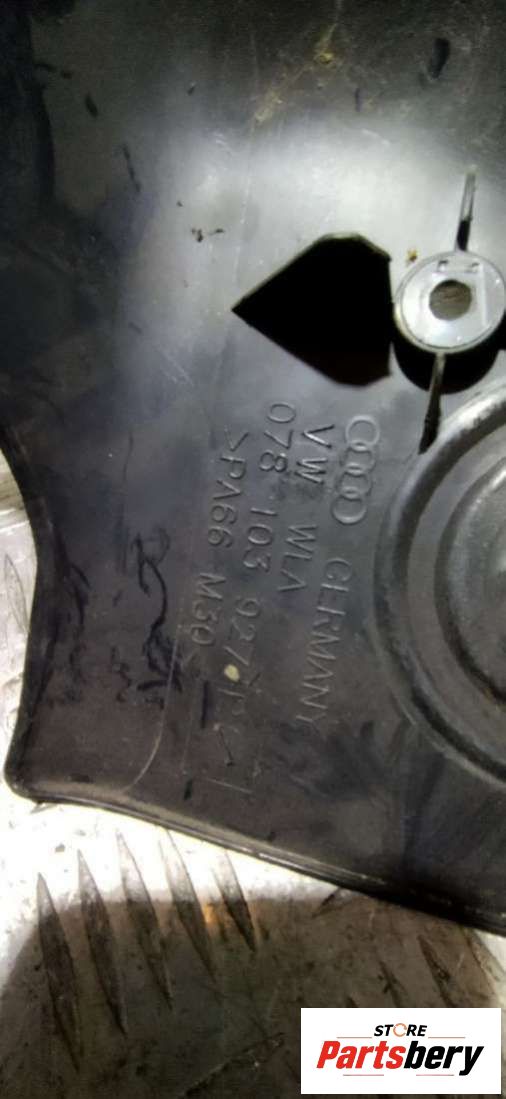 GERMANY
VW WLA
078 103 927
>PA66 M30<
STORE
Partsbery